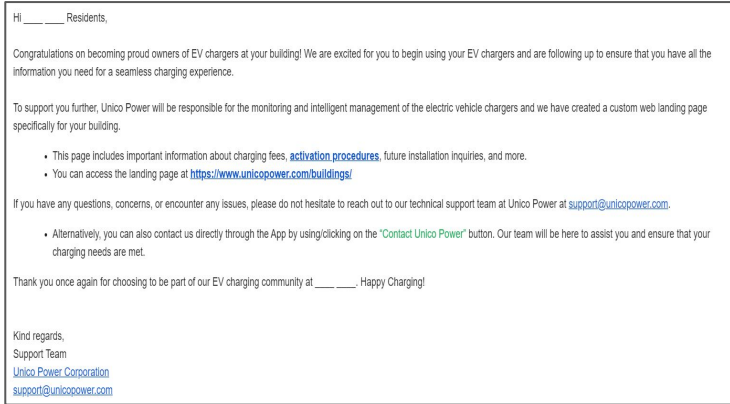 Hi ____ ____ Residents,
Congratulations on becoming proud owners of EV chargers at your building! We are excited for you to begin using your EV chargers and are following up to ensure that you have all the
information you need for a seamless charging experience.
To support you further, Unico Power will be responsible for the monitoring and intelligent management of the electric vehicle chargers and we have created a custom web landing page
specifically for your building.
• This page includes important information about charging fees, activation procedures, future installation inquiries, and more.
• You can access the landing page at https://www.unicopower.com/buildings/
If you have any questions, concerns, or encounter any issues, please do not hesitate to reach out to our technical support team at Unico Power at support@unicopower.com.
• Alternatively, you can also contact us directly through the App by using/clicking on the "Contact Unico Power" button. Our team will be here to assist you and ensure that your
charging needs are met.
Thank you once again for choosing to be part of our EV charging community at ____ ____. Happy Charging!
Kind regards,
Support Team
Unico Power Corporation
support@unicopower.com